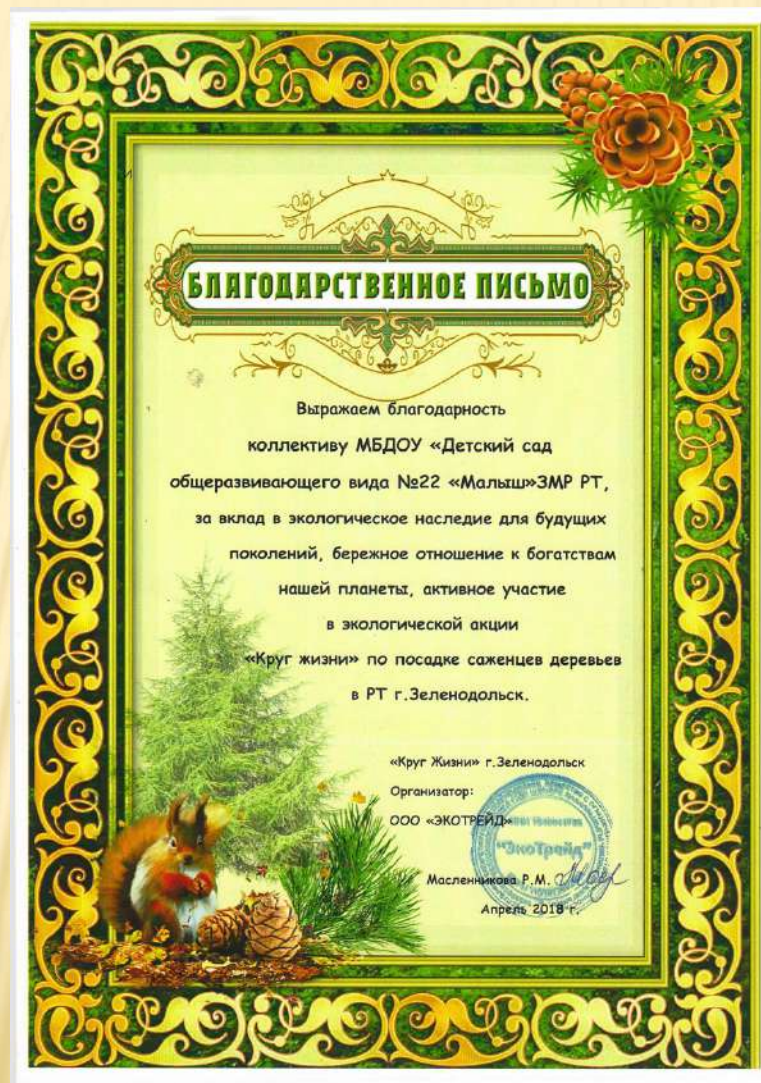 БЛАГОДАРСТВЕННОЕ ПИСЬМО
Выражаем благодарность
коллективу МБДОУ «Детский сад
общеразвивающего вида №22 «Малыш»ЗМР РТ,
за вклад в экологическое наследие для будущих
поколений, бережное отношение к богатствам
нашей планеты, активное участие
в экологической акции
«Круг жизни» по посадке саженцев деревьев
в РТ г.Зеленодольск.
«Круг Жизни» г.Зеленодольск
Организатор:
ООО «ЭКОТРЕЙД»
"ЭкоТрейд"
Масленникова Р.М.
Апрель 2018 г.